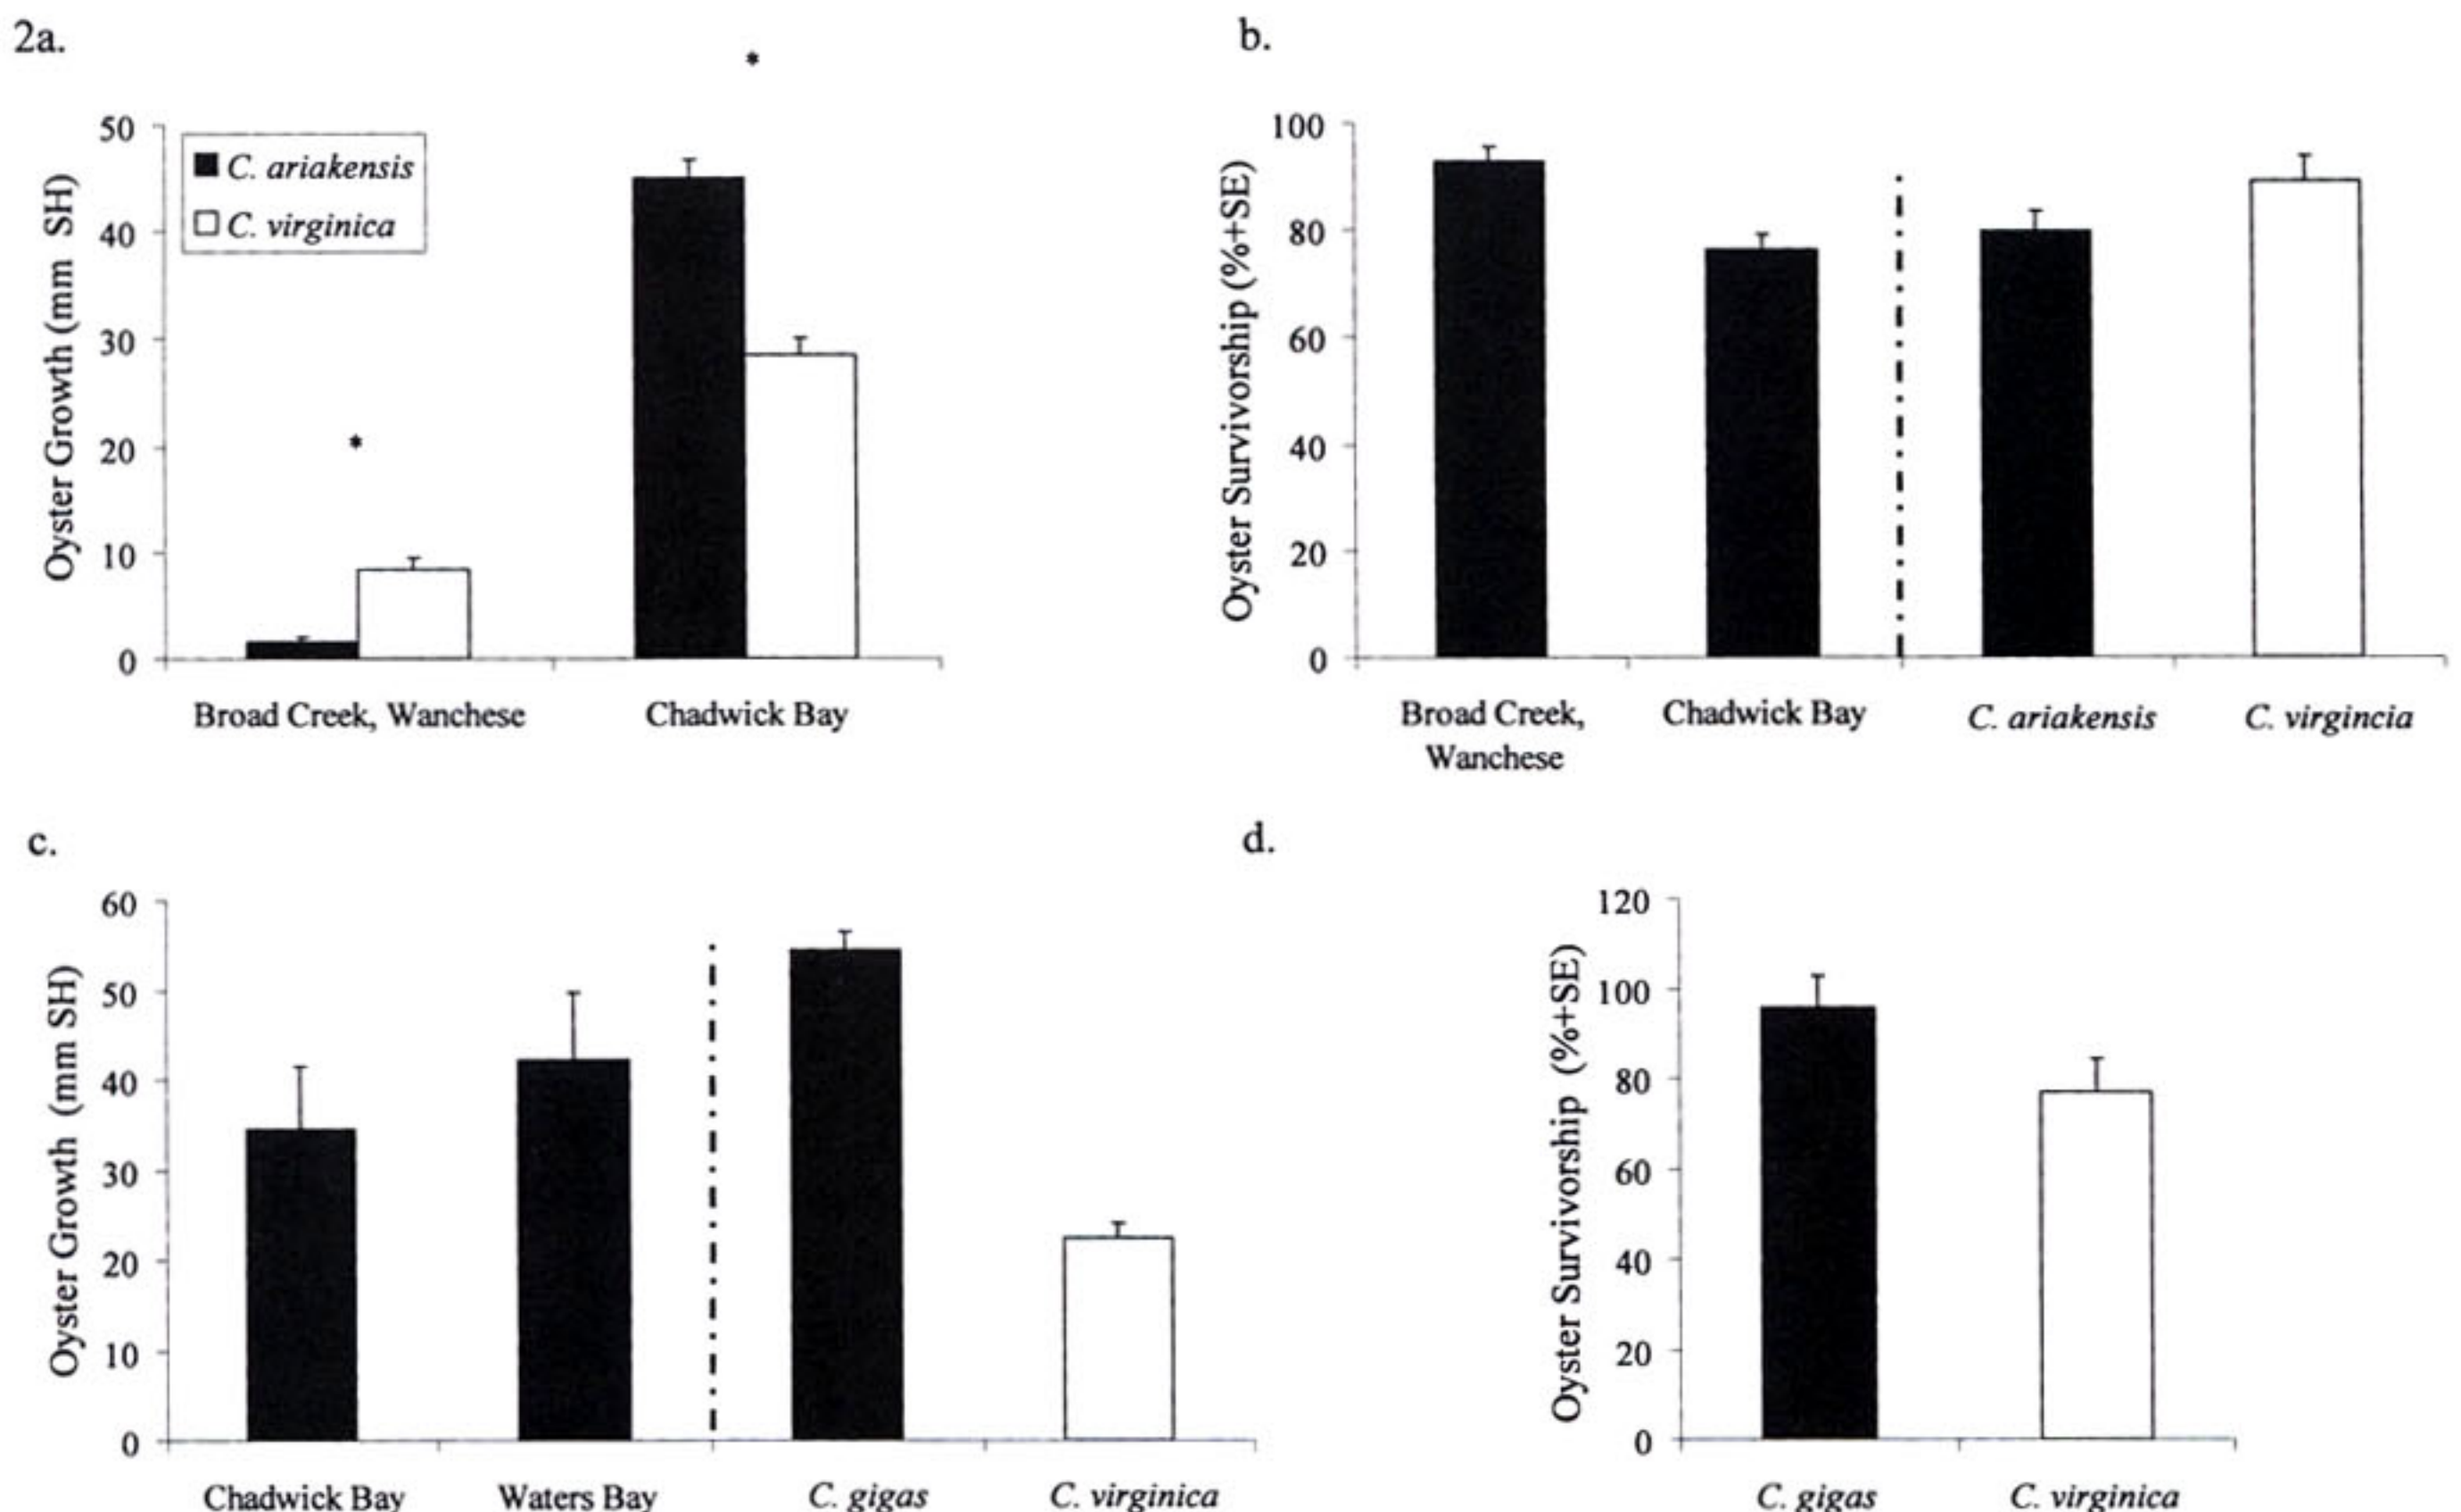 2a.
*
50
40
30
20
10
0
Oyster Growth (mm SH)
C. ariakensis
C. virginica
*
Broad Creek, Wanchese
Chadwick Bay
b.
100
80
60
40
20
0
Oyster Survivorship (%+SE)
Broad Creek,
Wanchese
Chadwick Bay
C. ariakensis
C. virgincia
c.
60
50
40
30
20
10
0
Oyster Growth (mm SH)
Chadwick Bay
Waters Bay
C. gigas
C. virginica
d.
120
100
80
60
40
20
0
Oyster Survivorship (%+SE)
C. gigas
C. virginica